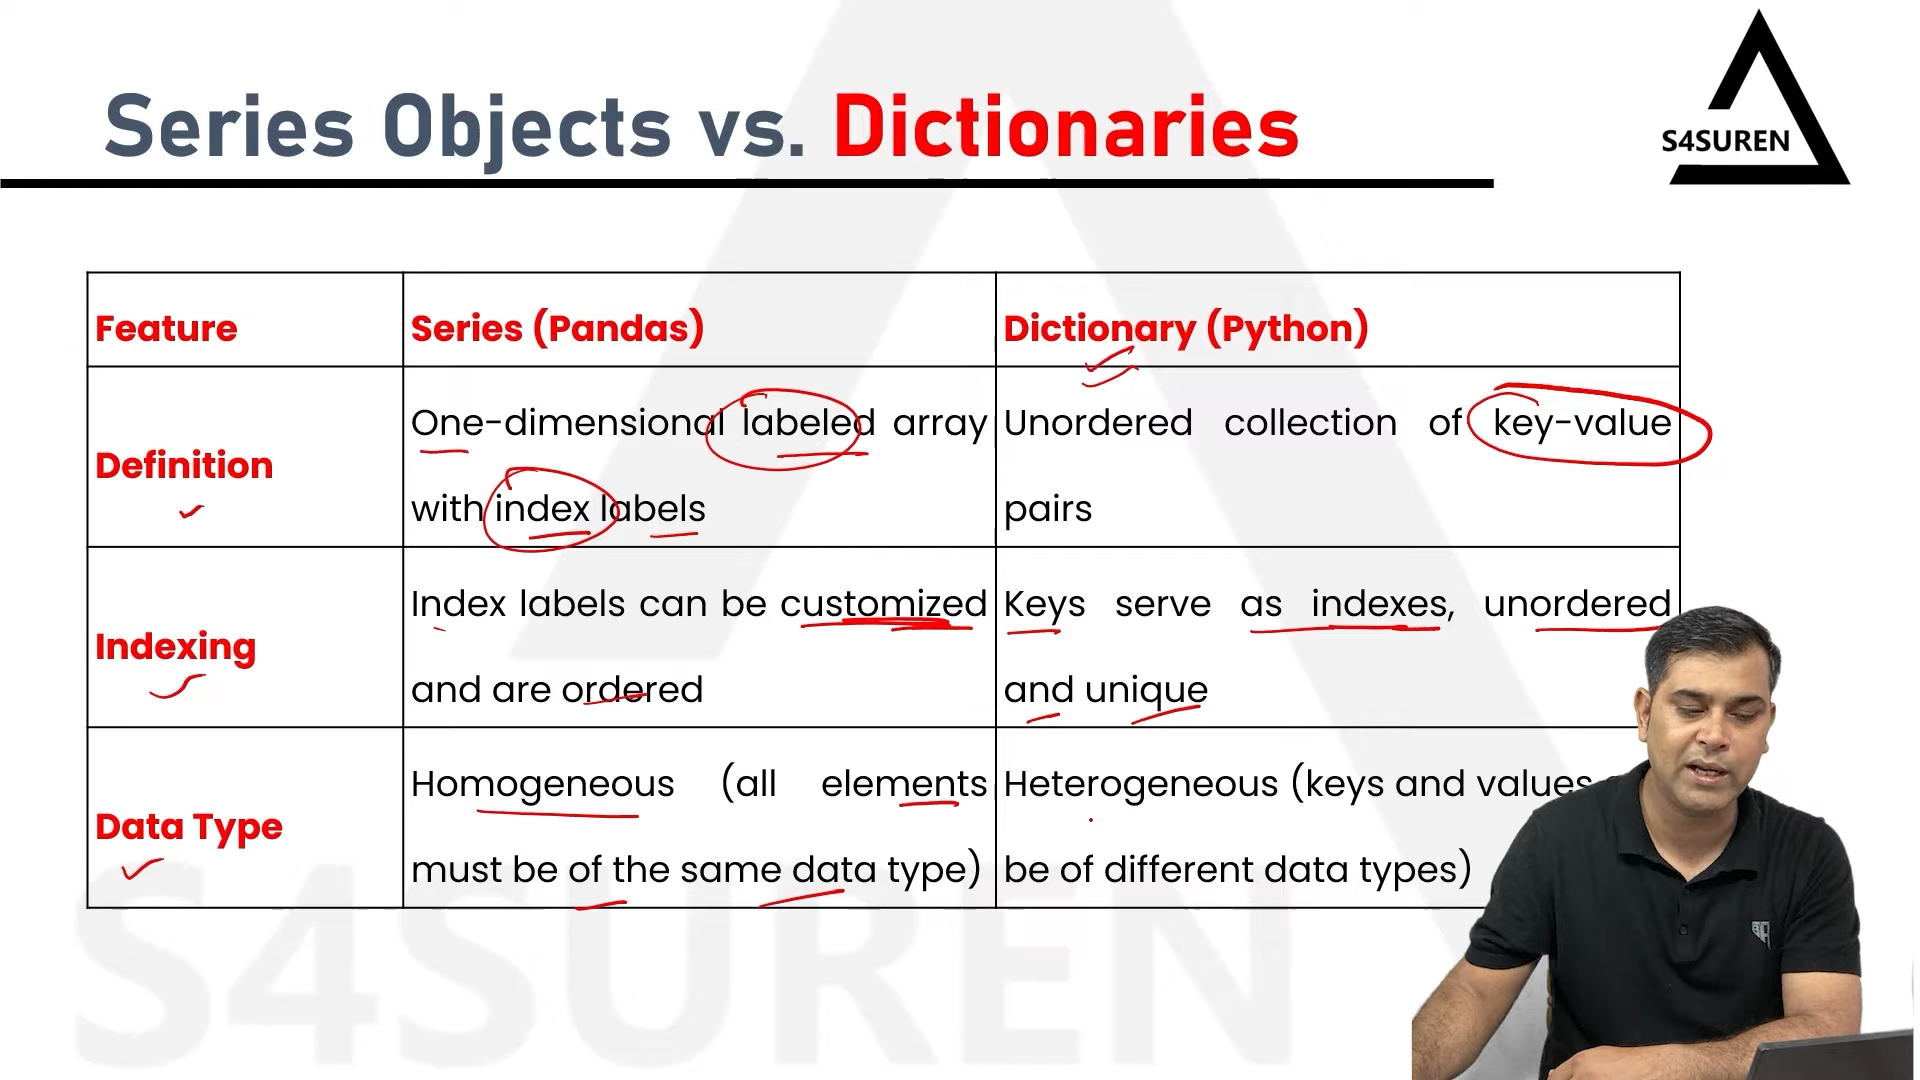 Series Objects vs. Dictionaries
S4SUREN
Feature
Series (Pandas)
Dictionary (Python)
Definition
One-dimensional labeled array
with index labels
Unordered collection of key-value
pairs
Indexing
Index labels can be customized
and are ordered
Keys serve as indexes, unordered
and unique
Data Type
Homogeneous (all elements
must be of the same data type)
Heterogeneous (keys and values
be of different data types)
S4SUREN